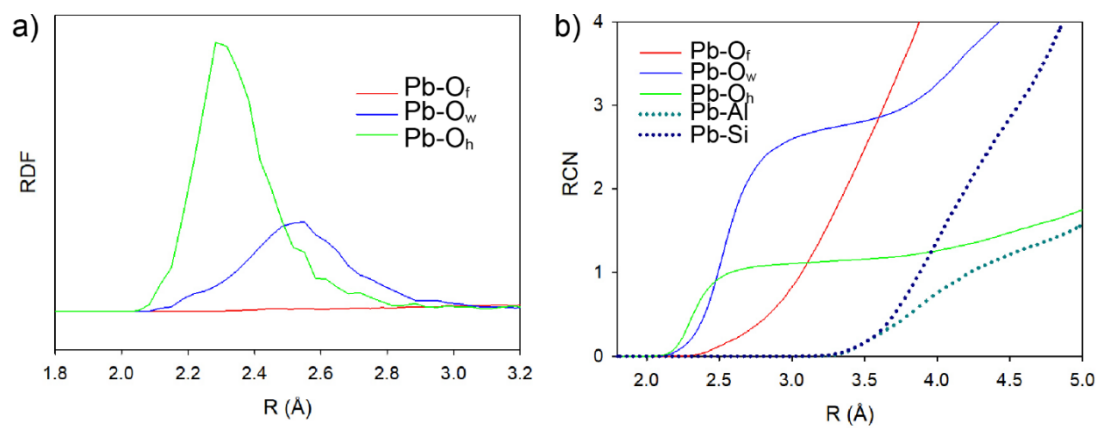 a)
RDF
Pb-Of
Pb-Ow
Pb-Oh
1.8 2.0 2.2 2.4 2.6 2.8 3.0 3.2
R (Å)
b)
RCN
4
3
2
1
0
Pb-Of
Pb-Ow
Pb-Oh
Pb-Al
Pb-Si
2.0 2.5 3.0 3.5 4.0 4.5 5.0
R (Å)